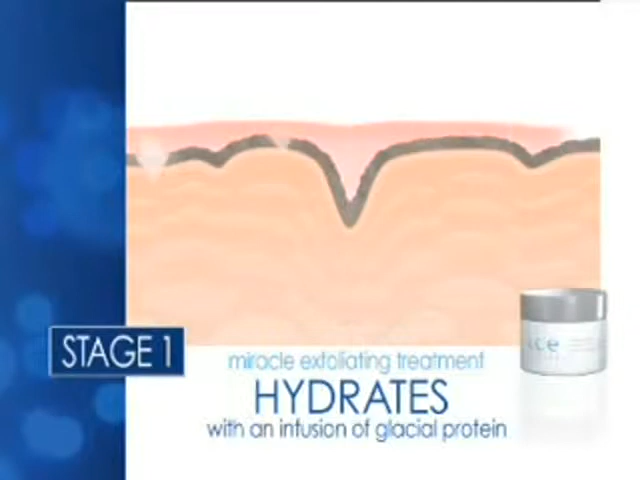 STAGE 1
miracle exfoliating treatment
HYDRATES
with an infusion of glacial protein